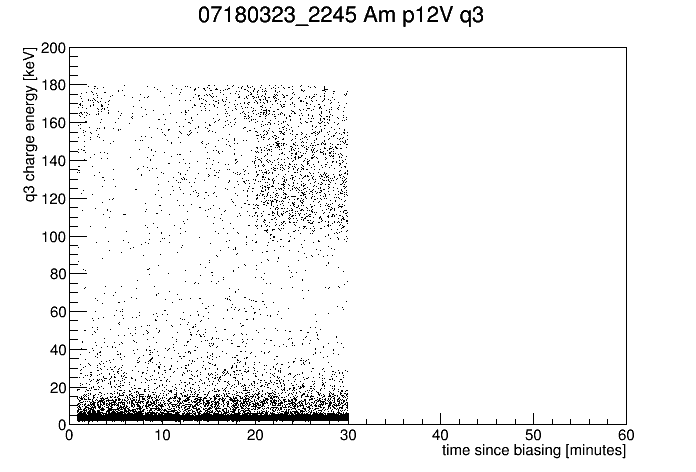 07180323_2245 Am p12V q3
q3 charge energy [keV]
200
180
160
140
120
100
80
60
40
20
0
0 10 20 30 40 50 60
time since biasing [minutes]